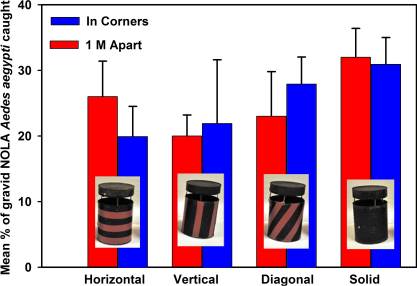 Mean % of gravid NOLA Aedes aegypti caught
In Corners
1 M Apart
40
30
20
10
0
Horizontal Vertical Diagonal Solid